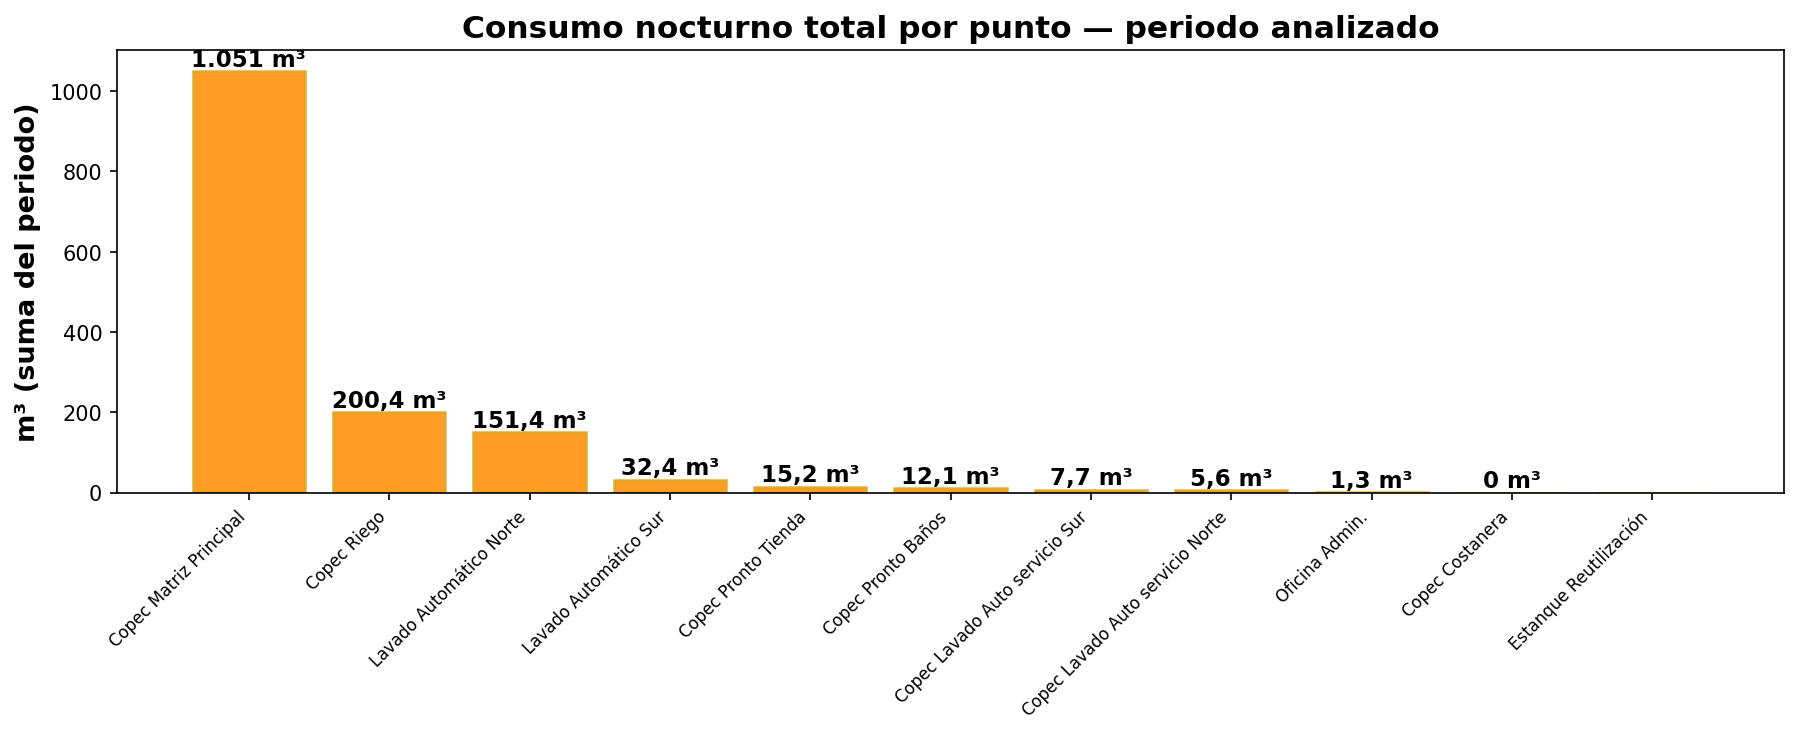 Consumo nocturno total por punto — periodo analizado
m³ (suma del periodo)
1000
800
600
400
200
0
1.051 m³
200,4 m³
151,4 m³
32,4 m³
15,2 m³
12,1 m³
7,7 m³
5,6 m³
1,3 m³
0 m³
Copec Matriz Principal
Copec Riego
Lavado Automático Norte
Lavado Automático Sur
Copec Pronto Tienda
Copec Pronto Baños
Copec Lavado Auto servicio Sur
Copec Lavado Auto servicio Norte
Oficina Admin.
Copec Costanera
Estanque Reutilización